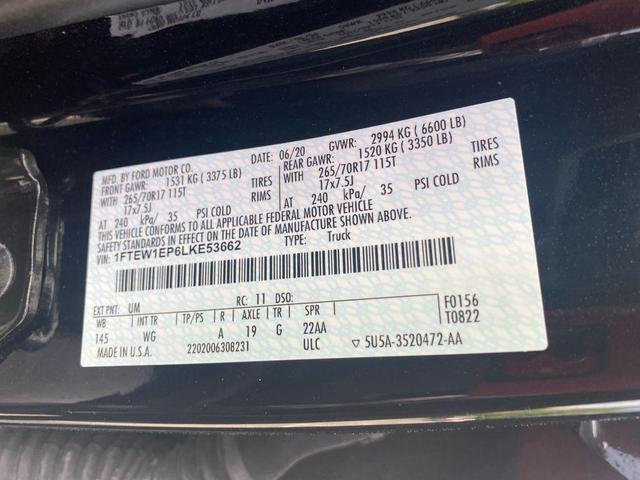 MFD. BY FORD MOTOR CO.
DATE: 06/20 GVWR: 2994 KG ( 6600 LB)
FRONT GAWR: 1531 KG ( 3375 LB) REAR GAWR: 1520 KG ( 3350 LB)
WITH 265/70R17 115T TIRES WITH 265/70R17 115T TIRES
17x7.5J RIMS 17x7.5J RIMS
AT 240 kPa/ 35 PSI COLD AT 240 kPa/ 35 PSI COLD
THIS VEHICLE CONFORMS TO ALL APPLICABLE FEDERAL MOTOR VEHICLE
SAFETY STANDARDS IN EFFECT ON THE DATE OF MANUFACTURE SHOWN ABOVE.
VIN: 1FTEW1EP6LKE53662 TYPE: Truck
EXT PNT: UM RC: 11 DSO: F0156
WB INT TR TP/PS R AXLE TR SPR T0822
145 WG A 19 G 22AA
MADE IN U.S.A. 2202006308231 ULC ▽ 5U5A-3520472-AA